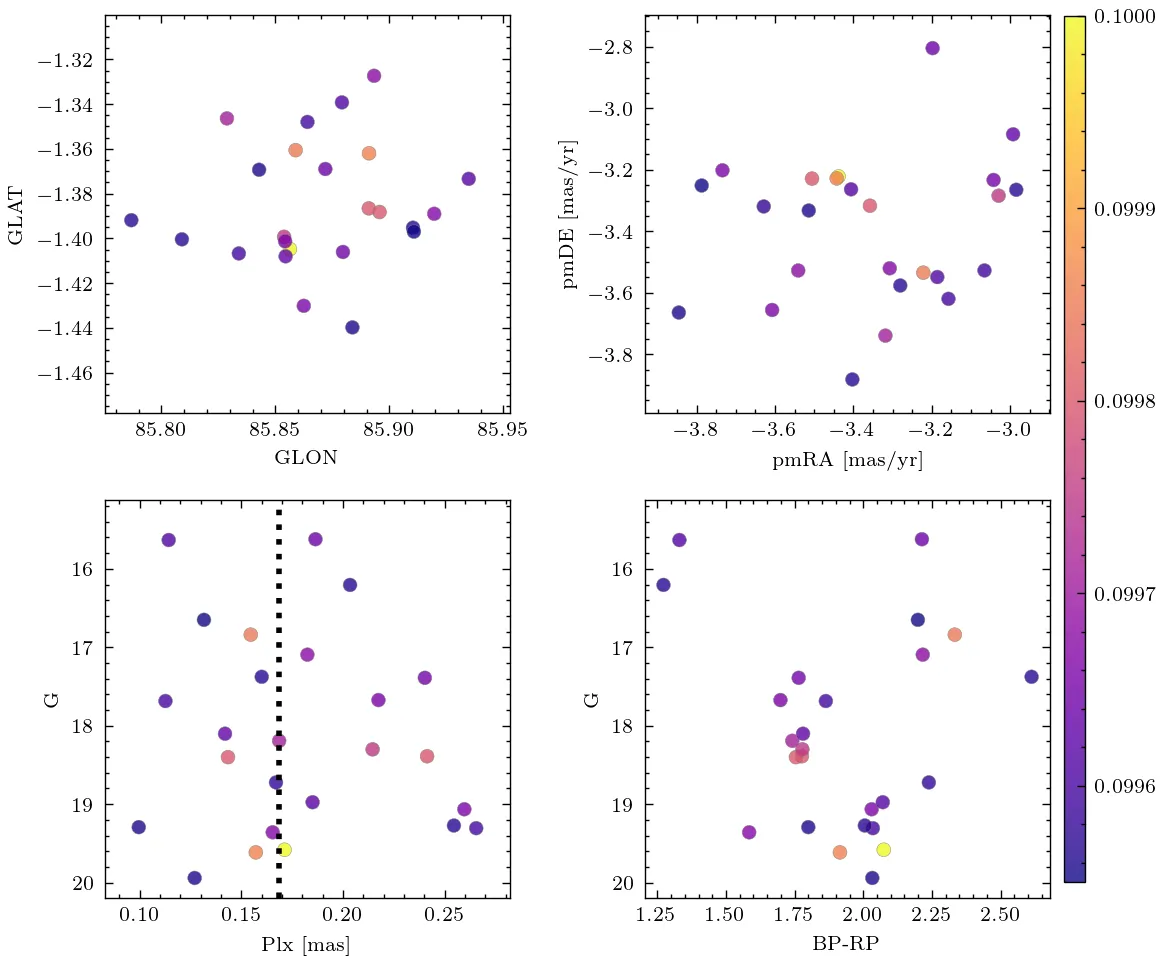 −1.32
−1.34
−1.36
−1.38
−1.40
−1.42
−1.44
−1.46
GLAT
85.80 85.85 85.90 85.95
GLON
−2.8
−3.0
−3.2
−3.4
−3.6
−3.8
pmDE [mas/yr]
−3.8 −3.6 −3.4 −3.2 −3.0
pmRA [mas/yr]
16
17
18
19
20
G
0.10 0.15 0.20 0.25
Plx [mas]
16
17
18
19
20
G
1.25 1.50 1.75 2.00 2.25 2.50
BP-RP
0.1000
0.0999
0.0998
0.0997
0.0996